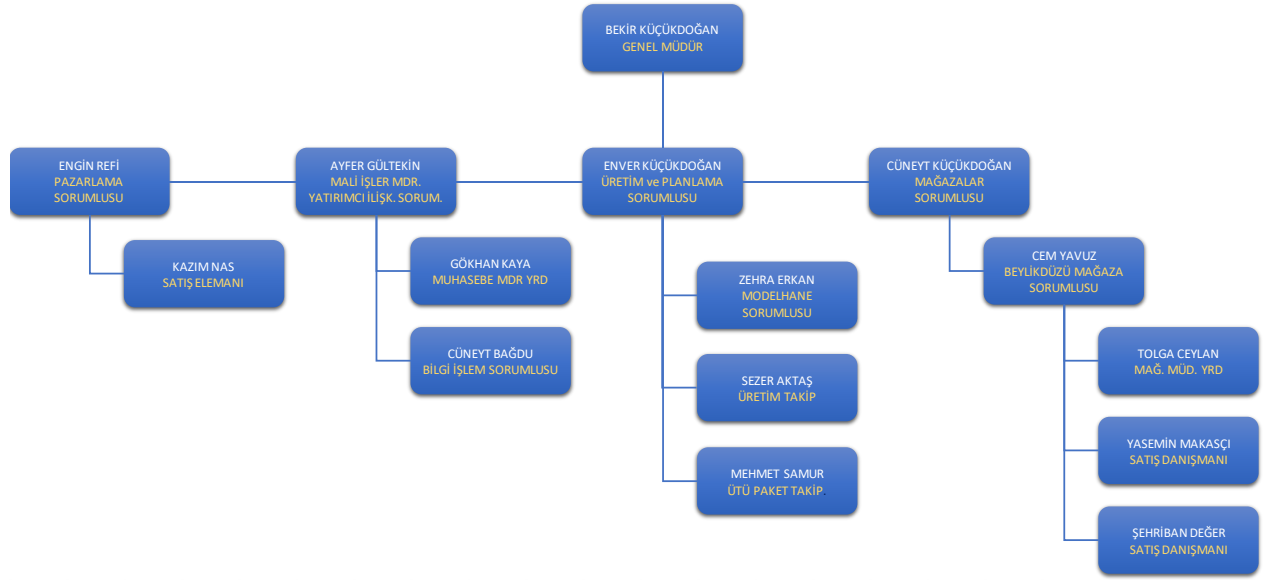 BEKİR KÜÇÜKDOĞAN
GENEL MÜDÜR
ENGİN REFİ
PAZARLAMA
SORUMLUSU
AYFER GÜLTEKİN
MALİ İŞLER MDR.
YATIRIMCI İLİŞK. SORUM.
ENVER KÜÇÜKDOĞAN
ÜRETİM ve PLANLAMA
SORUMLUSU
CÜNEYT KÜÇÜKDOĞAN
MAĞAZALAR
SORUMLUSU
KAZIM NAS
SATIŞ ELEMANI
GÖKHAN KAYA
MUHASEBE MDR YRD
CÜNEYT BAĞDU
BİLGİ İŞLEM SORUMLUSU
ZEHRA ERKAN
MODELHANE
SORUMLUSU
SEZER AKTAŞ
ÜRETİM TAKİP
MEHMET SAMUR
ÜTÜ PAKET TAKİP.
CEM YAVUZ
BEYLİKDÜZÜ MAĞAZA
SORUMLUSU
TOLGA CEYLAN
MAĞ. MÜD. YRD
YASEMİN MAKASÇI
SATIŞ DANIŞMANI
ŞEHRİBAN DEĞER
SATIŞ DANIŞMANI